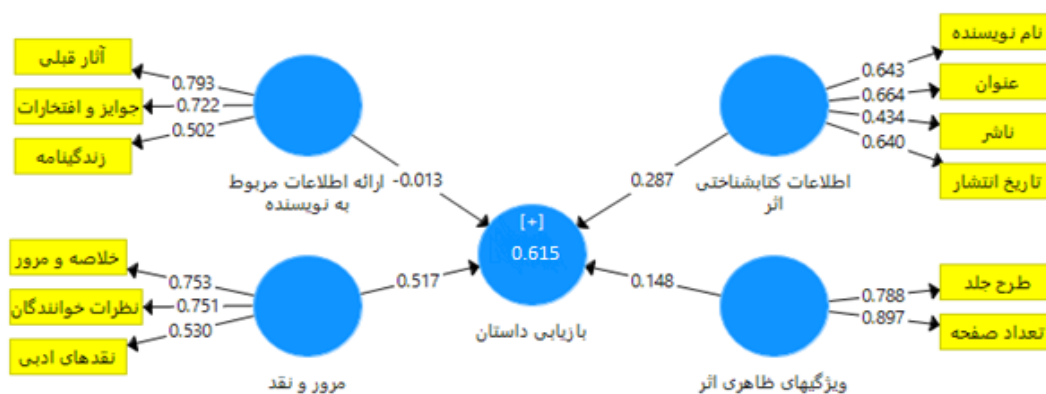 نام نویسنده
عنوان
ناشر
تاریخ انتشار
0.643
0.664
0.434
0.640
اطلاعات کتابشناختی
اثر
0.287
آثار قبلی
جوایز و افتخارات
زندگینامه
0.793
0.722
0.502
ارائه اطلاعات مربوط
به نویسنده
-0.013
[+]
0.615
بازیابی داستان
طرح جلد
تعداد صفحه
0.788
0.897
ویژگیهای ظاهری اثر
0.148
خلاصه و مرور
نظرات خوانندگان
نقدهای ادبی
0.753
0.751
0.530
مرور و نقد
0.517